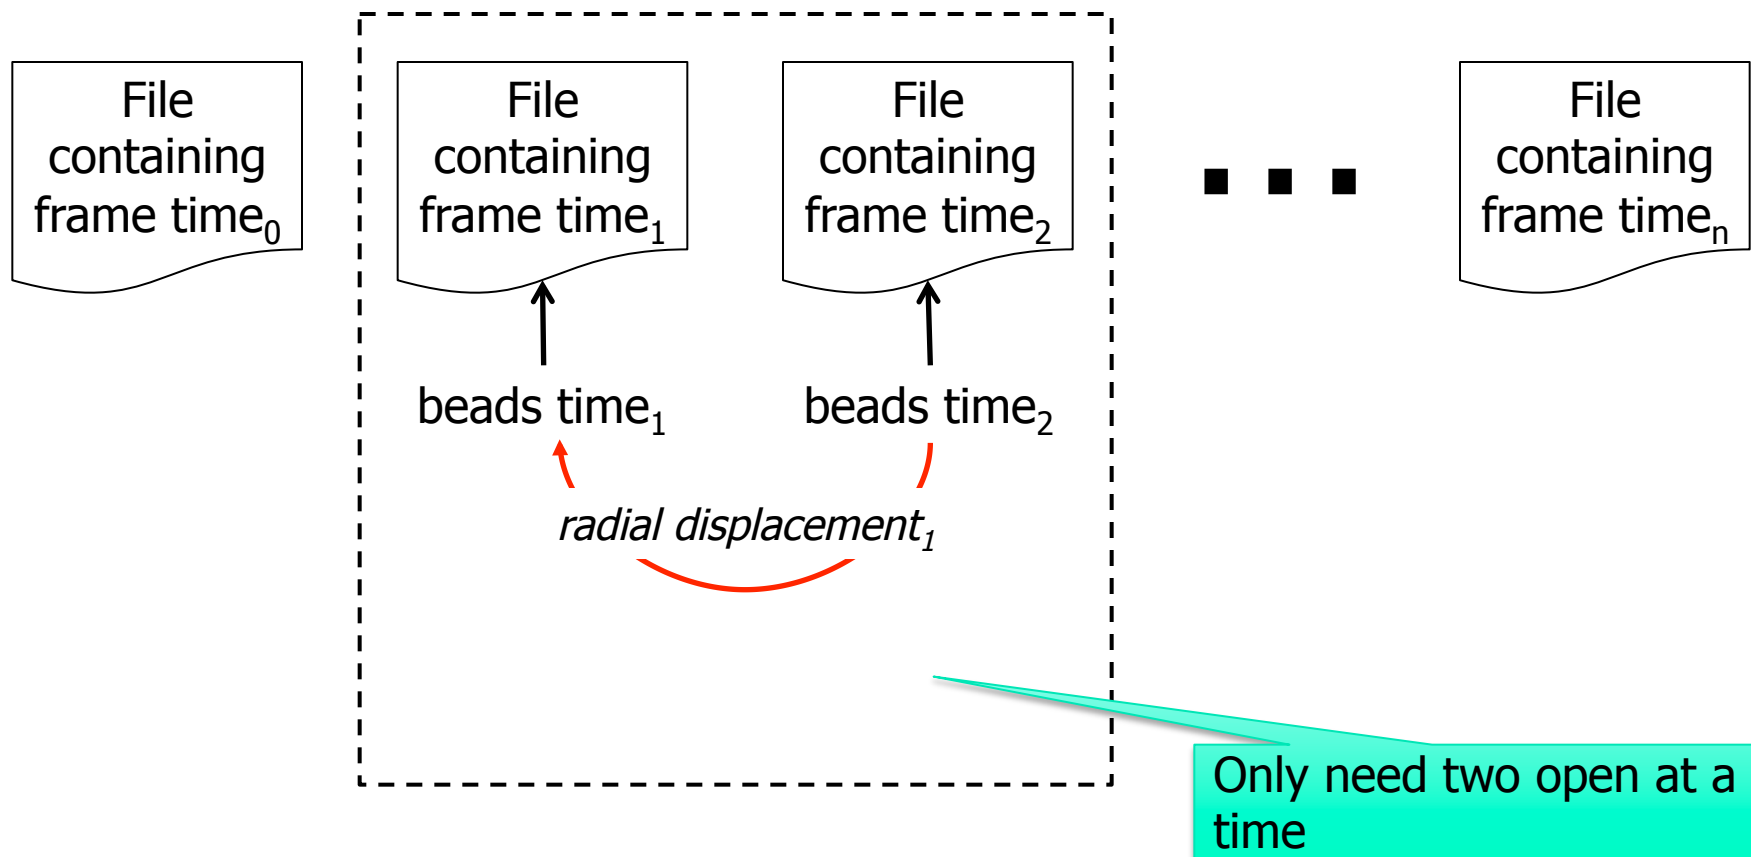 File
containing
frame time₀
File
containing
frame time₁
File
containing
frame time₂
File
containing
frame timeₙ
beads time₁
beads time₂
radial displacement₁
Only need two open at a
time